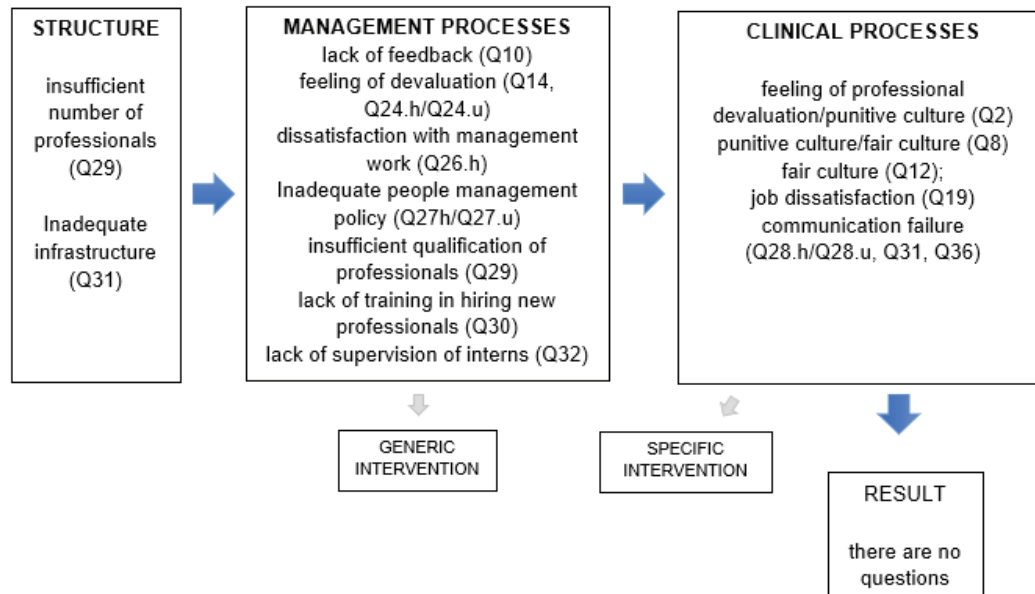 STRUCTURE
insufficient
number of
professionals
(Q29)
Inadequate
infrastructure
(Q31)
MANAGEMENT PROCESSES
lack of feedback (Q10)
feeling of devaluation (Q14,
Q24.h/Q24.u)
dissatisfaction with management
work (Q26.h)
Inadequate people management
policy (Q27h/Q27.u)
insufficient qualification of
professionals (Q29)
lack of training in hiring new
professionals (Q30)
lack of supervision of interns (Q32)
CLINICAL PROCESSES
feeling of professional
devaluation/punitive culture (Q2)
punitive culture/fair culture (Q8)
fair culture (Q12);
job dissatisfaction (Q19)
communication failure
(Q28.h/Q28.u, Q31, Q36)
GENERIC
INTERVENTION
SPECIFIC
INTERVENTION
RESULT
there are no
questions